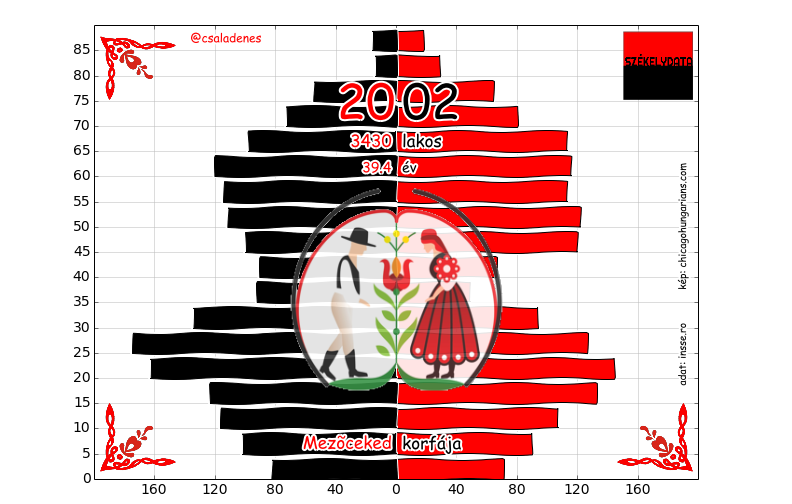 @csaladenes
SZÉKELYDATA
2002
3430 lakos
39.4 év
kép: chicagohungarians.com
adat: insse.ro
Mezőceked korfája
85
80
75
70
65
60
55
50
45
40
35
30
25
20
15
10
5
0
160 120 80 40 0 40 80 120 160